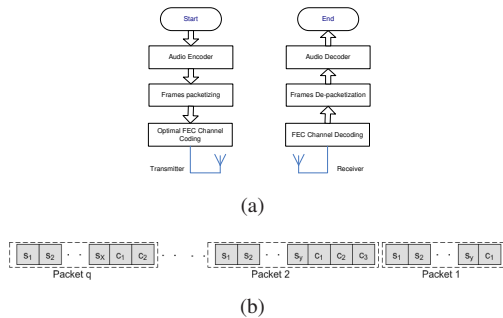 Start
End
Audio Encoder
Audio Decoder
Frames packetizing
Frames De-packetization
Optimal FEC Channel
Coding
FEC Channel Decoding
Transmitter
Receiver
(a)
s1 s2 . . sX c1 c2 . . . . s1 s2 . . sy c1 c2 c3 s1 s2 . . sy c1
Packet q Packet 2 Packet 1
(b)